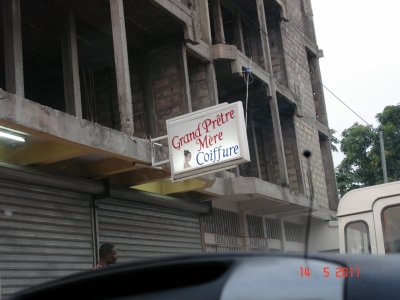 Grand Prêtre
Mère
Coiffure
14 5 2011